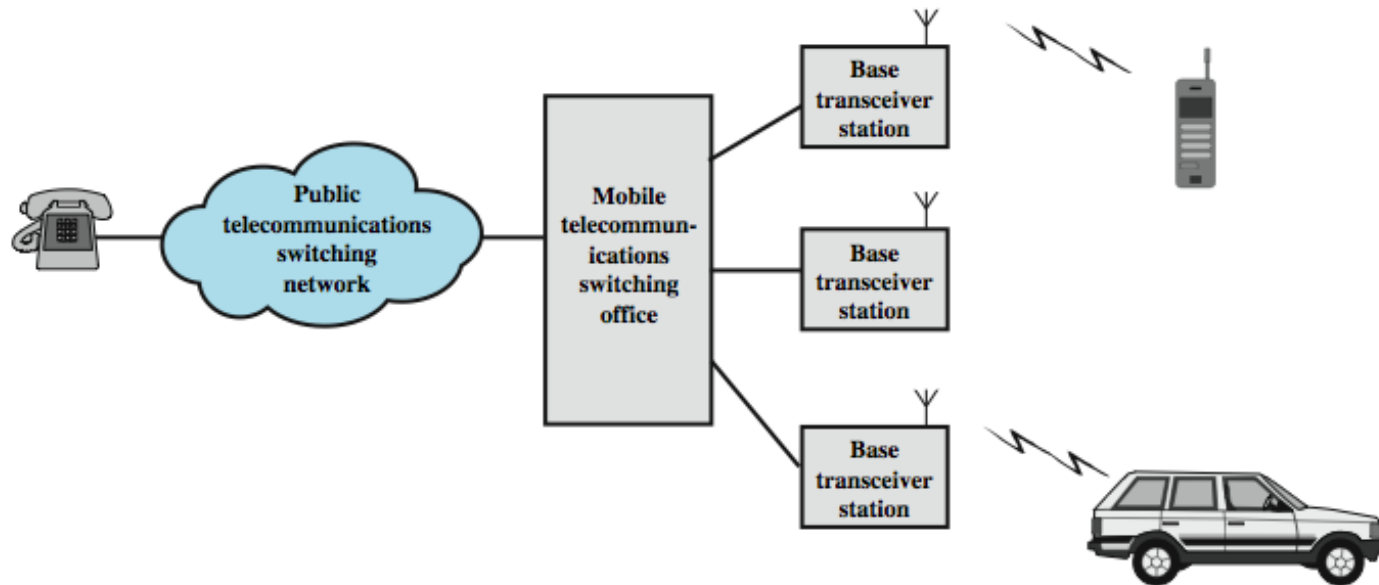 Public
telecommunications
switching
network
Mobile
telecommun-
ications
switching
office
Base
transceiver
station
Base
transceiver
station
Base
transceiver
station